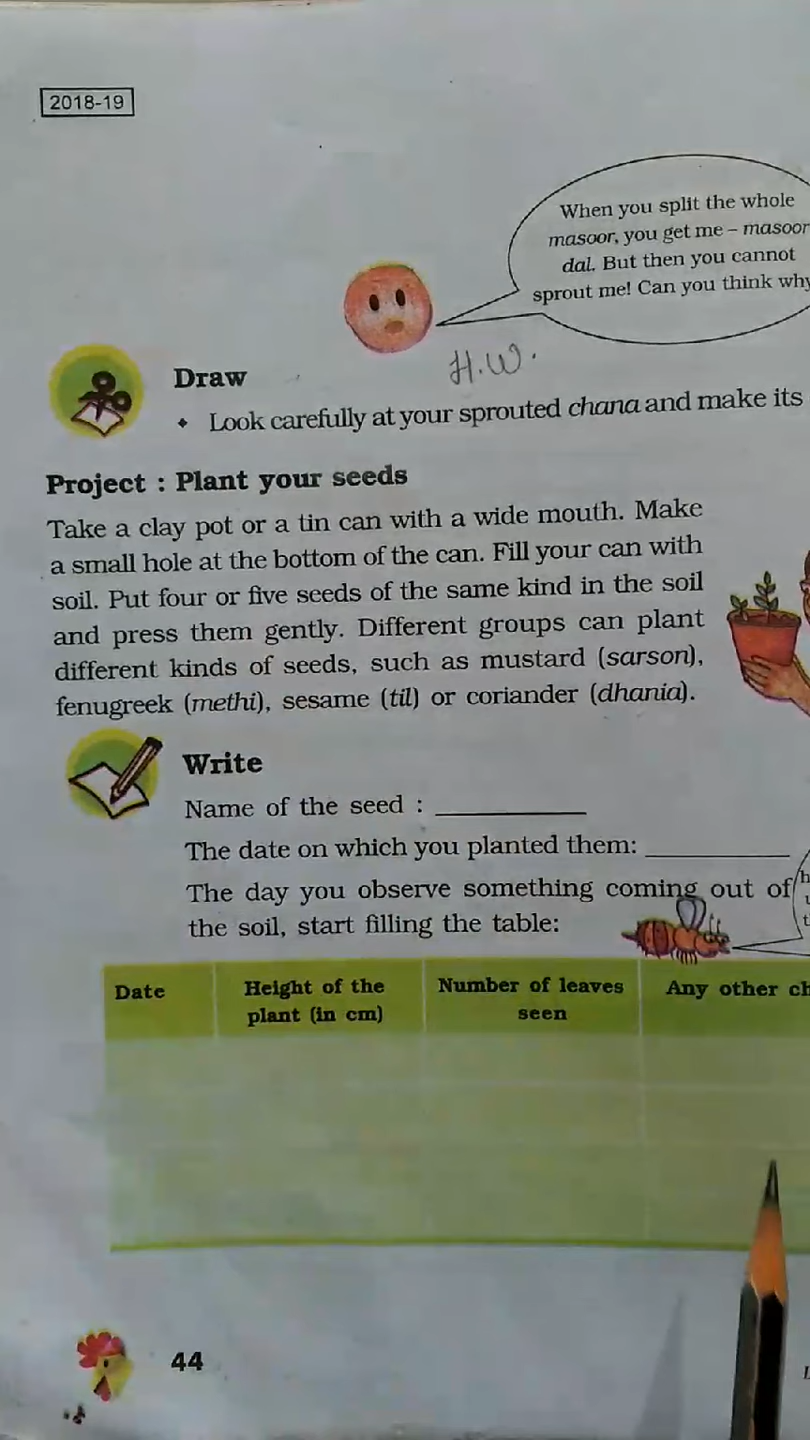 2018-19
When you split the whole
masoor, you get me – masoor
dal. But then you cannot
sprout me! Can you think why
H.W.
Draw
• Look carefully at your sprouted chana and make its
Project : Plant your seeds
Take a clay pot or a tin can with a wide mouth. Make
a small hole at the bottom of the can. Fill your can with
soil. Put four or five seeds of the same kind in the soil
and press them gently. Different groups can plant
different kinds of seeds, such as mustard (sarson),
fenugreek (methi), sesame (til) or coriander (dhania).
Write
Name of the seed :
The date on which you planted them:
The day you observe something coming out of
the soil, start filling the table:
Date
Height of the
plant (in cm)
Number of leaves
seen
Any other ch
44